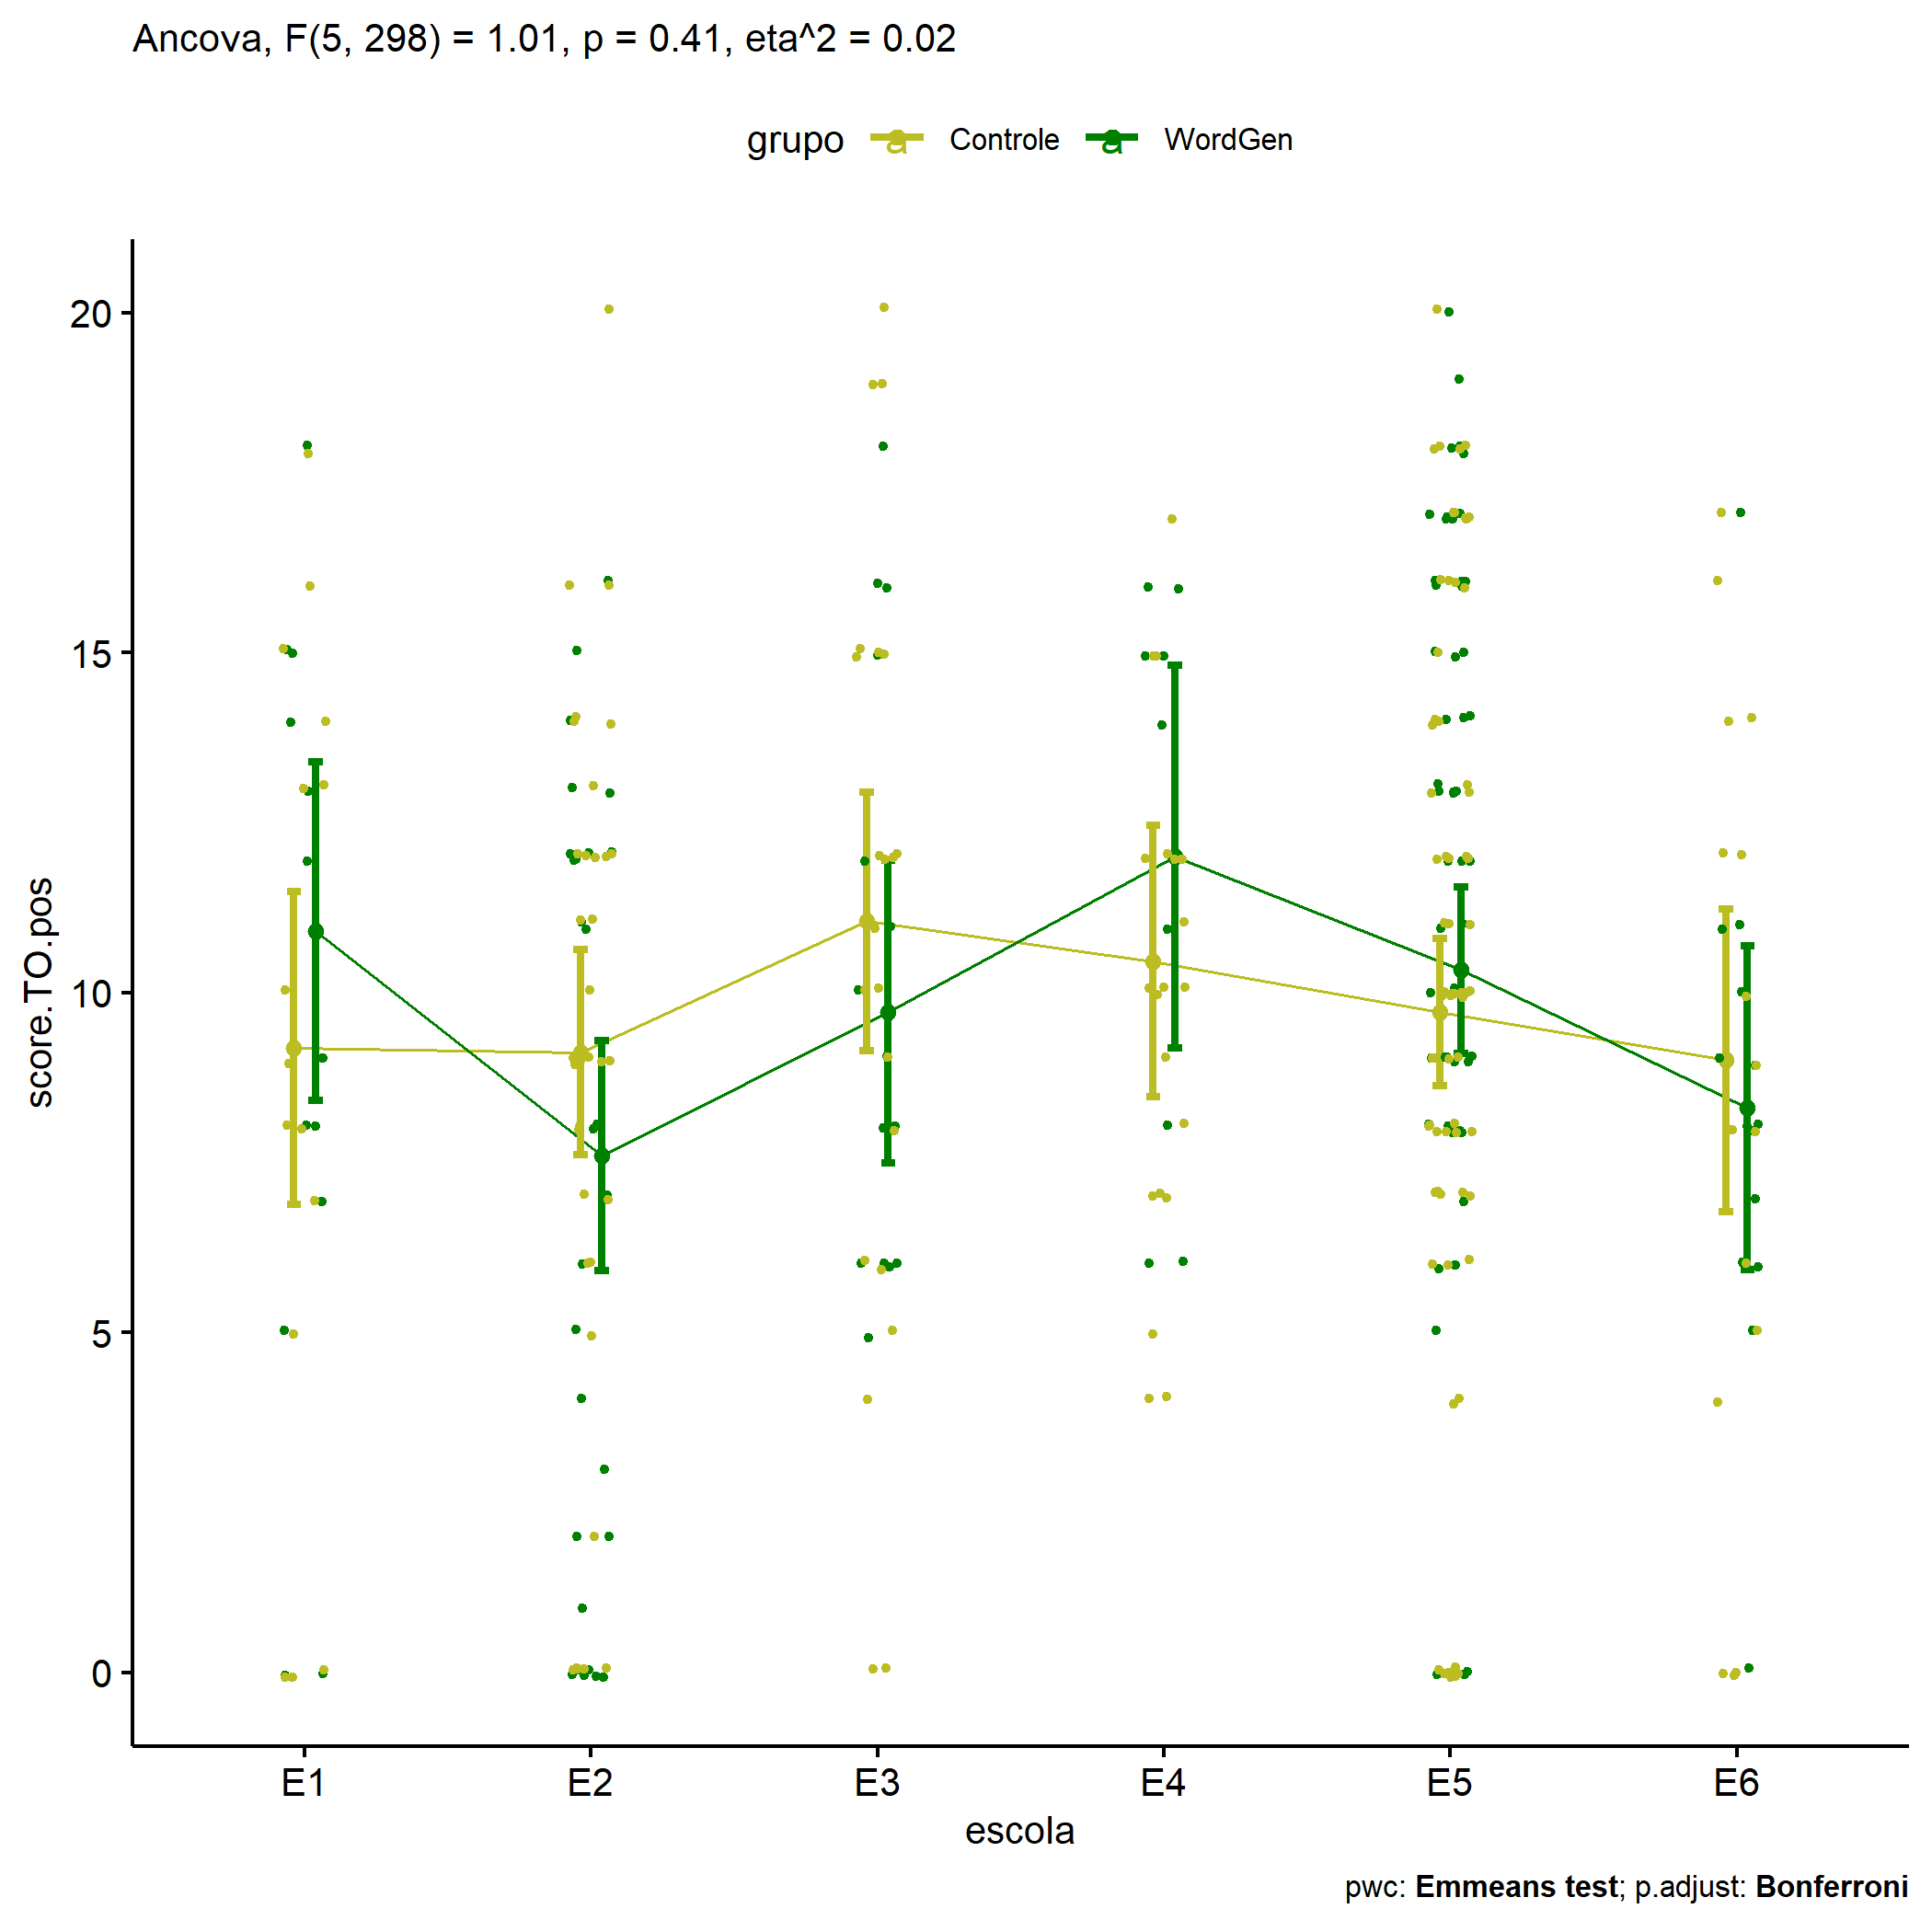 Ancova, F(5, 298) = 1.01, p = 0.41, eta^2 = 0.02
grupo a Controle a WordGen
20
15
10
5
0
score.TO.pos
E1 E2 E3 E4 E5 E6
escola
pwc: Emmeans test; p.adjust: Bonferroni